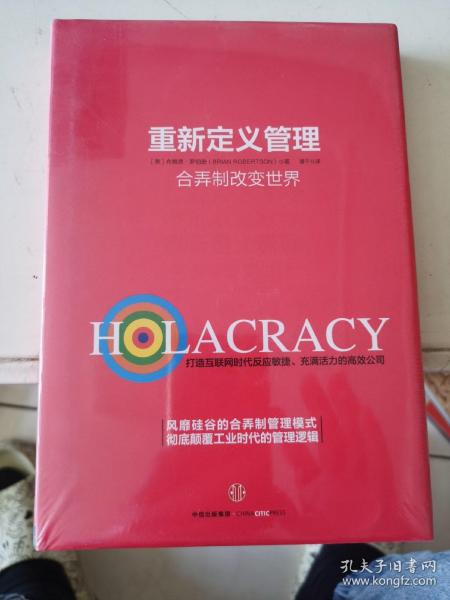 重新定义管理
［美］布赖恩·罗伯逊（BRIAN ROBERTSON）◎著 潘千◎译
合弄制改变世界
HOLACRACY
打造互联网时代反应敏捷、充满活力的高效公司
风靡硅谷的合弄制管理模式
彻底颠覆工业时代的管理逻辑
中信出版集团·CHINACITICPRESS
孔夫子旧书网
www.kongfz.com